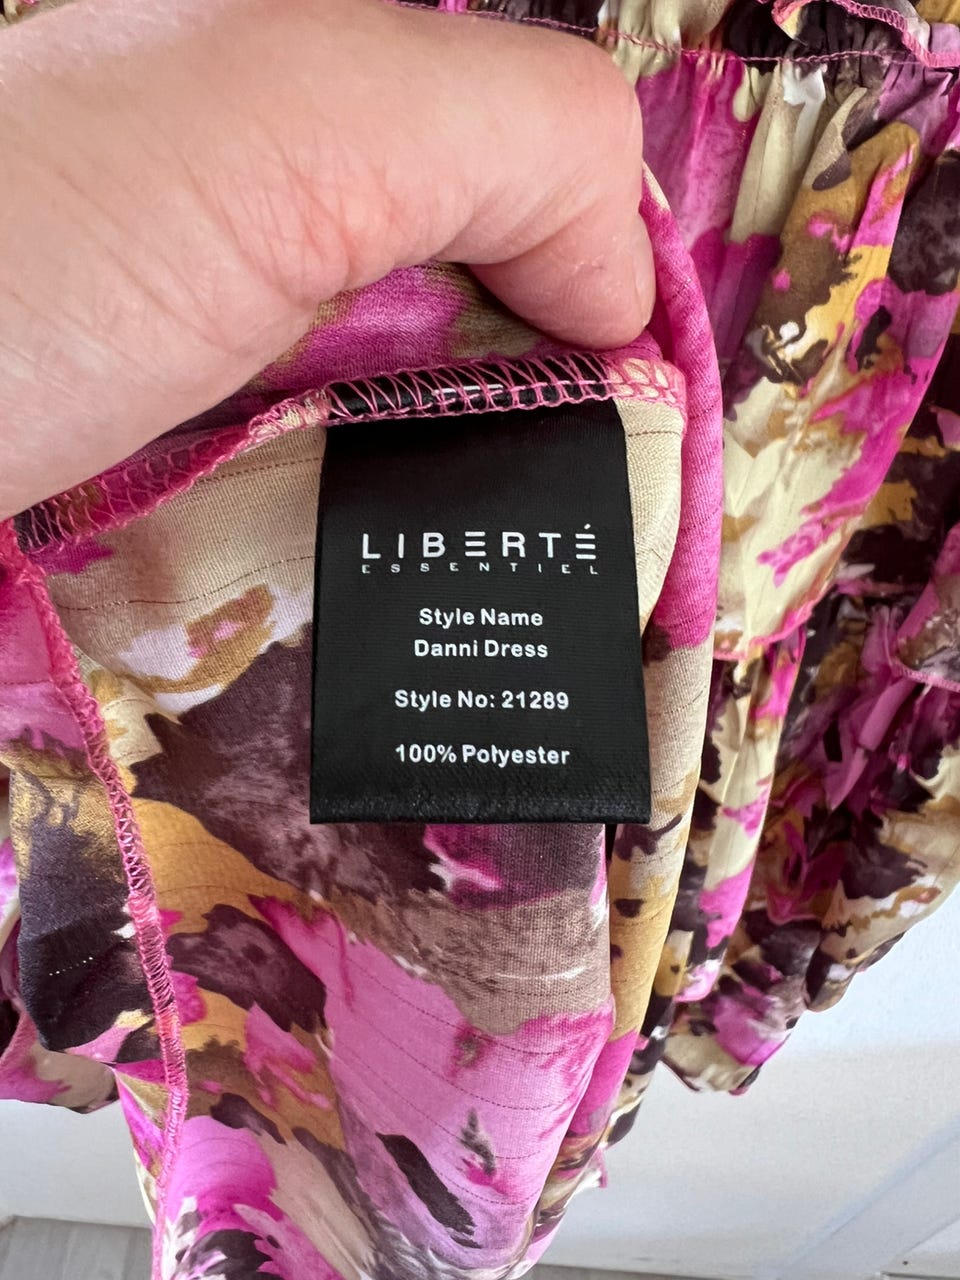 LIBERTÉ
ESSENTIEL
Style Name
Danni Dress
Style No: 21289
100% Polyester